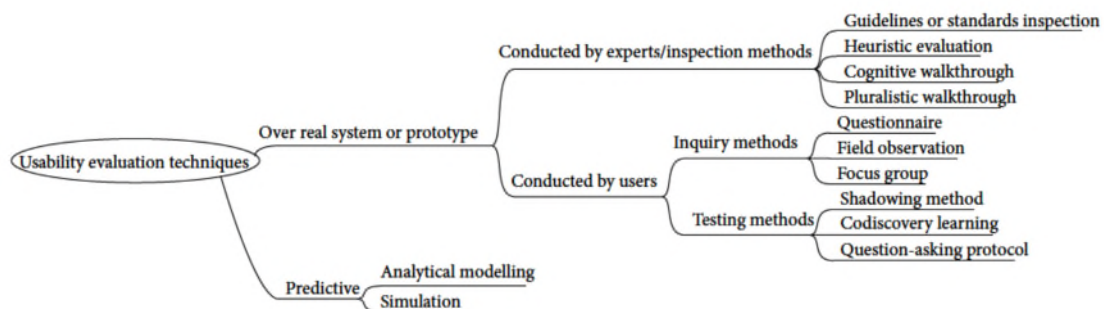 Usability evaluation techniques
Over real system or prototype
Conducted by experts/inspection methods
Guidelines or standards inspection
Heuristic evaluation
Cognitive walkthrough
Pluralistic walkthrough
Conducted by users
Inquiry methods
Questionnaire
Field observation
Focus group
Testing methods
Shadowing method
Codiscovery learning
Question-asking protocol
Predictive
Analytical modelling
Simulation